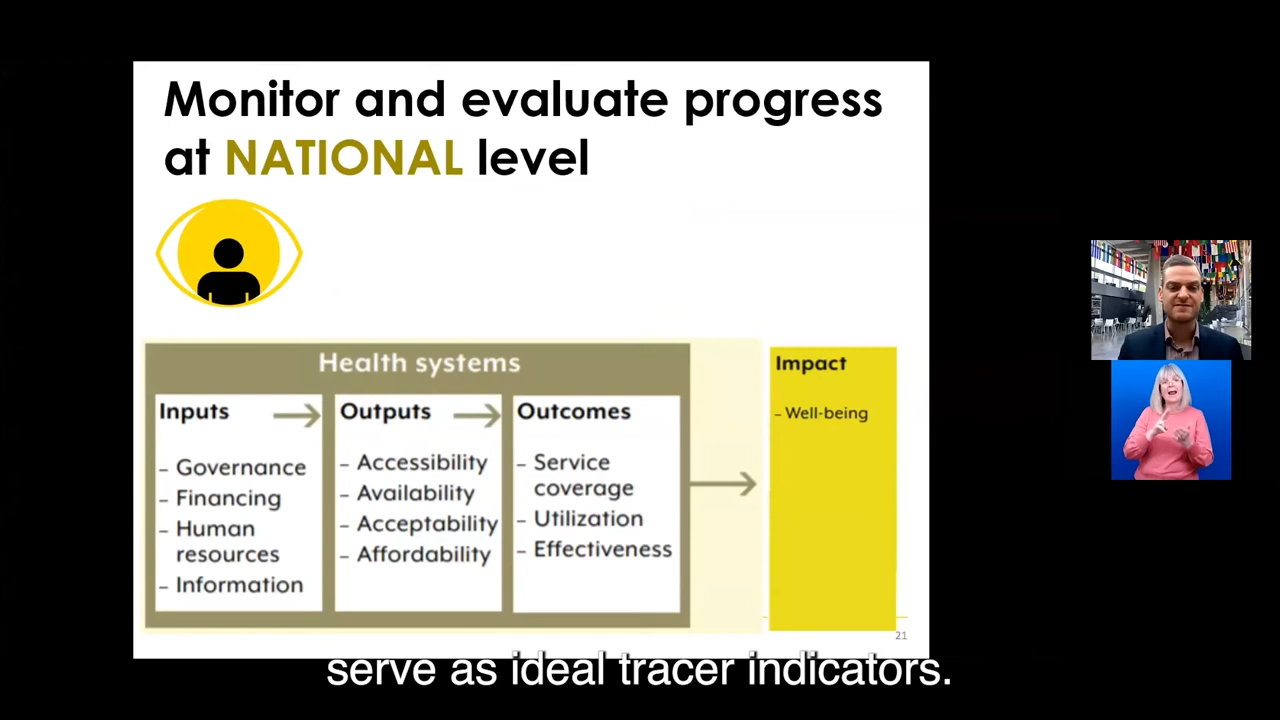 Monitor and evaluate progress
at NATIONAL level
Health systems
Inputs
– Governance
– Financing
– Human
resources
– Information
Outputs
– Accessibility
– Availability
– Acceptability
– Affordability
Outcomes
– Service
coverage
– Utilization
– Effectiveness
Impact
– Well-being
21
serve as ideal tracer indicators.